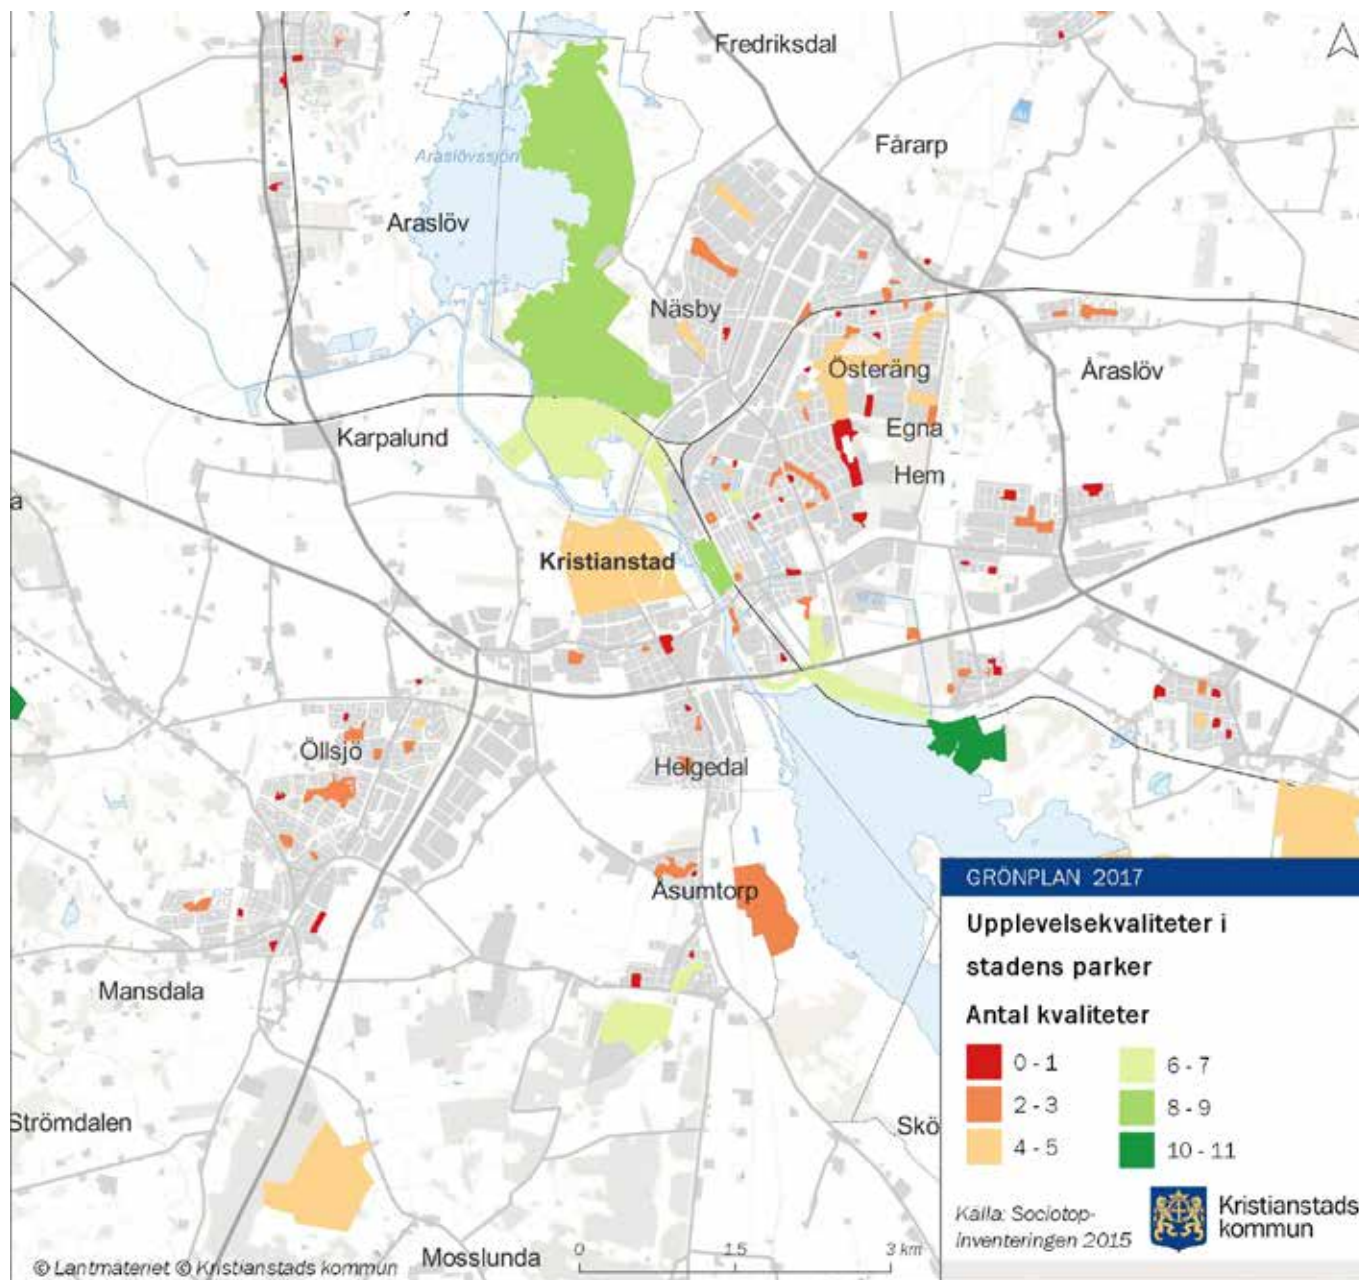 Fredriksdal
Fårarp
Araslövssjön
Araslöv
Näsby
Österäng
Åraslöv
Egna
Hem
Karpalund
a
Kristianstad
Öllsjö
Helgedal
Åsumtorp
Mansdala
Strömdalen
Skö
Mosslunda
GRÖNPLAN 2017
Upplevelsekvaliteter i
stadens parker
Antal kvaliteter
0 - 1
2 - 3
4 - 5
6 - 7
8 - 9
10 - 11
Källa: Sociotop-
inventeringen 2015
Kristianstads
kommun
0 1.5 3 km
© Lantmäteriet © Kristianstads kommun